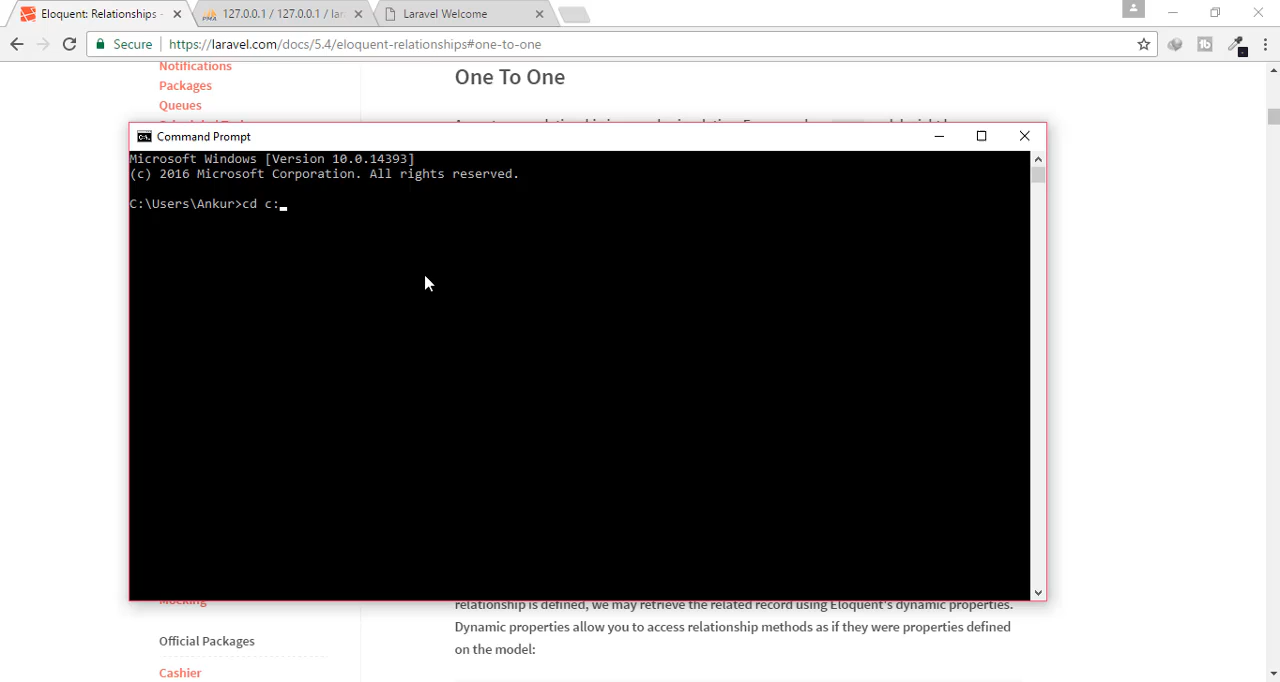 Eloquent: Relationships -
127.0.0.1 / 127.0.0.1 / lar
Laravel Welcome
Secure
https://laravel.com/docs/5.4/eloquent-relationships#one-to-one
Notifications
Packages
Queues
One To One
Command Prompt
Microsoft Windows [Version 10.0.14393]
(c) 2016 Microsoft Corporation. All rights reserved.
C:\Users\Ankur>cd c:
Mocking
Official Packages
Cashier
relationship is defined, we may retrieve the related record using Eloquent's dynamic properties.
Dynamic properties allow you to access relationship methods as if they were properties defined
on the model: